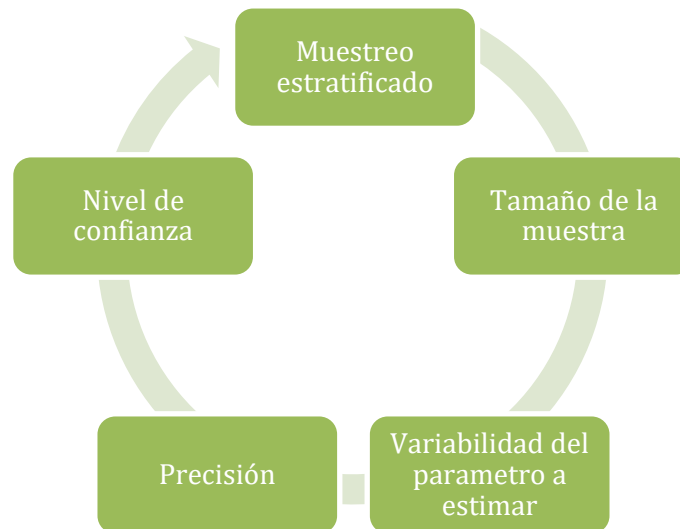 Muestreo
estratificado
Tamaño de la
muestra
Variabilidad del
parametro a
estimar
Precisión
Nivel de
confianza